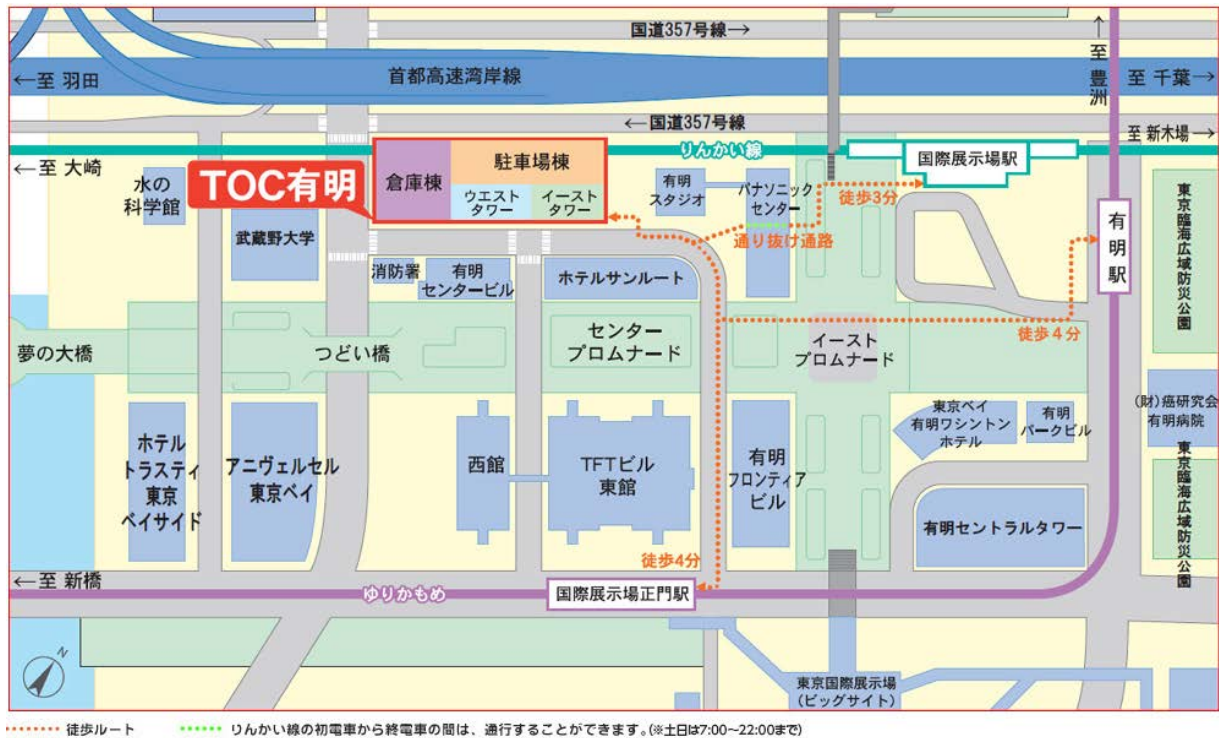 国道357号線→
↑至豊洲
←至 羽田
首都高速湾岸線
至 千葉→
←国道357号線
至 新木場
←至 大崎
りんかい線
国際展示場駅
水の
科学館
TOC有明
倉庫棟
駐車場棟
ウエスト
タワー
イースト
タワー
有明
スタジオ
パナソニック
センター
徒歩3分
通り抜け通路
有明駅
東京臨海広域防災公園
武蔵野大学
消防署
有明
センタービル
ホテルサンルート
夢の大橋
つどい橋
センター
プロムナード
イースト
プロムナード
徒歩4分
ホテル
トラスティ
東京
ベイサイド
アニヴェルセル
東京ベイ
西館
TFTビル
東館
有明
フロンティア
ビル
東京ベイ
有明ワシントン
ホテル
有明
パークビル
(財)癌研究会
有明病院
東京臨海広域防災公園
有明セントラルタワー
徒歩4分
←至 新橋
ゆりかもめ
国際展示場正門駅
N
東京国際展示場
(ビッグサイト)
徒歩ルート
りんかい線の初電車から終電車の間は、通行することができます。(※土日は7:00〜22:00まで)